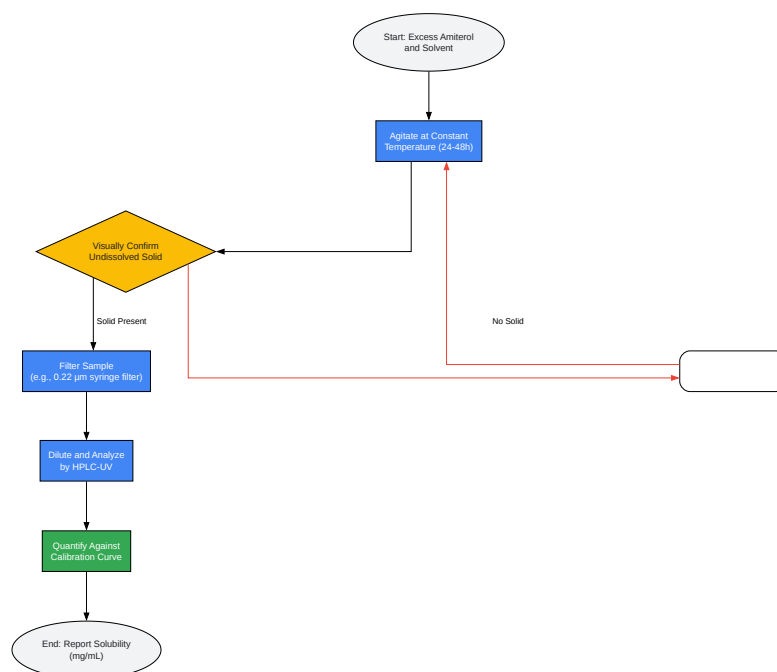 Start: Excess Amiterol
and Solvent
Agitate at Constant
Temperature (24-48h)
Visually Confirm
Undissolved Solid
Solid Present
No Solid
Filter Sample
(e.g., 0.22 µm syringe filter)
Dilute and Analyze
by HPLC-UV
Quantify Against
Calibration Curve
End: Report Solubility
(mg/mL)